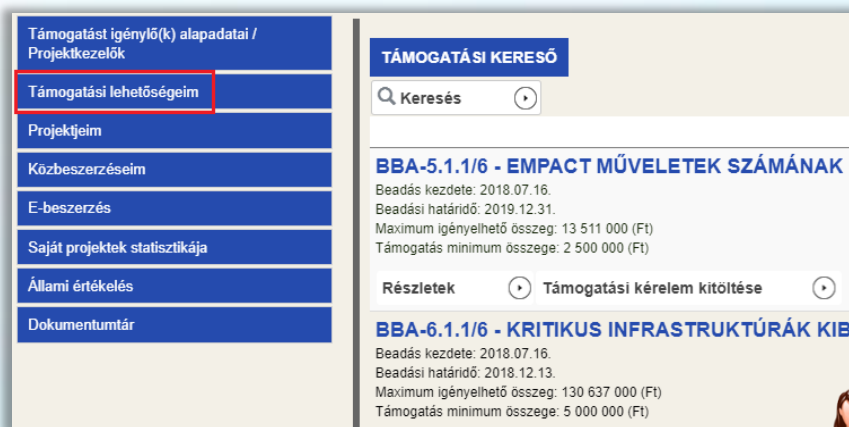 Támogatást igénylő(k) alapadatai /
Projektkezelők
Támogatási lehetőségeim
Projektjeim
Közbeszerzéseim
E-beszerzés
Saját projektek statisztikája
Állami értékelés
Dokumentumtár
TÁMOGATÁSI KERESŐ
Keresés
BBA-5.1.1/6 - EMPACT MŰVELETEK SZÁMÁNAK
Beadás kezdete: 2018.07.16.
Beadási határidő: 2019.12.31.
Maximum igényelhető összeg: 13 511 000 (Ft)
Támogatás minimum összege: 2 500 000 (Ft)
Részletek Támogatási kérelem kitöltése
BBA-6.1.1/6 - KRITIKUS INFRASTRUKTÚRÁK KIB
Beadás kezdete: 2018.07.16.
Beadási határidő: 2018.12.13.
Maximum igényelhető összeg: 130 637 000 (Ft)
Támogatás minimum összege: 5 000 000 (Ft)